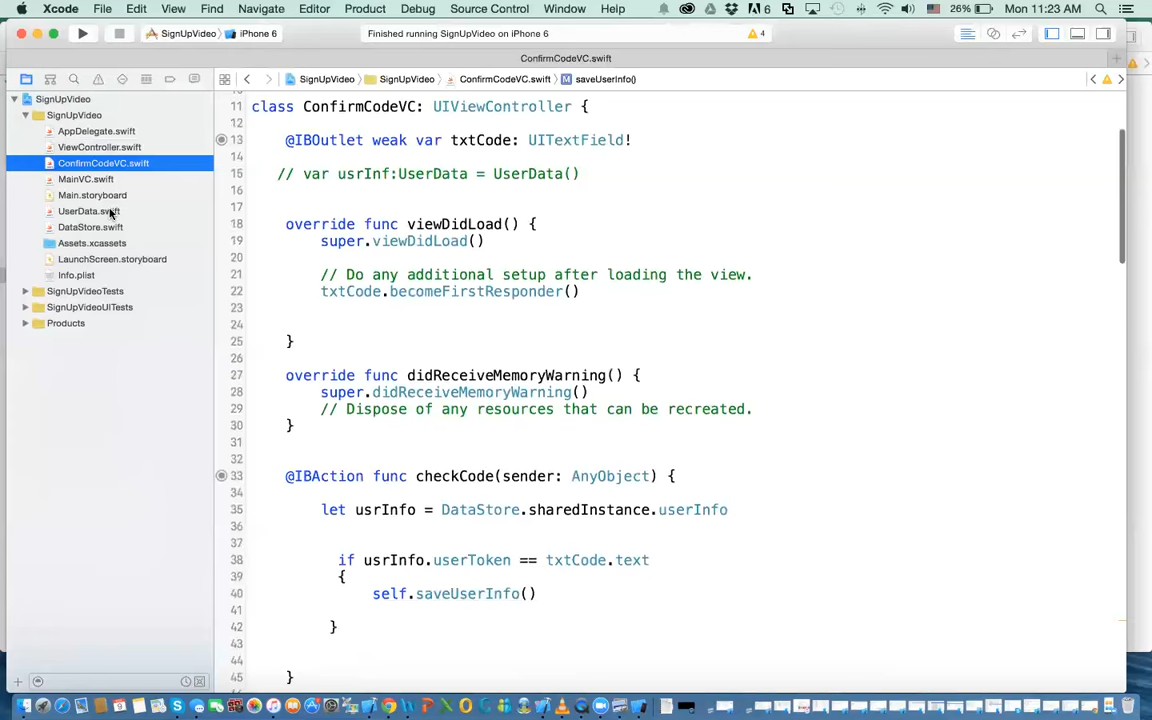 Xcode File Edit View Find Navigate Editor Product Debug Source Control Window Help 6 26% Mon 11:23 AM
SignUpVideo iPhone 6 Finished running SignUpVideo on iPhone 6 4
ConfirmCodeVC.swift
SignUpVideo SignUpVideo ConfirmCodeVC.swift M saveUserInfo()
SignUpVideo
SignUpVideo
AppDelegate.swift
ViewController.swift
ConfirmCodeVC.swift
MainVC.swift
Main.storyboard
UserData.swift
DataStore.swift
Assets.xcassets
LaunchScreen.storyboard
Info.plist
SignUpVideoTests
SignUpVideoUITests
Products
11 class ConfirmCodeVC: UIViewController {
12
13 @IBOutlet weak var txtCode: UITextField!
14
15 // var usrInf:UserData = UserData()
16
17
18 override func viewDidLoad() {
19 super.viewDidLoad()
20
21 // Do any additional setup after loading the view.
22 txtCode.becomeFirstResponder()
23
24
25 }
26
27 override func didReceiveMemoryWarning() {
28 super.didReceiveMemoryWarning()
29 // Dispose of any resources that can be recreated.
30 }
31
32
33 @IBAction func checkCode(sender: AnyObject) {
34
35 let usrInfo = DataStore.sharedInstance.userInfo
36
37
38 if usrInfo.userToken == txtCode.text
39 {
40 self.saveUserInfo()
41
42 }
43
44
45 }